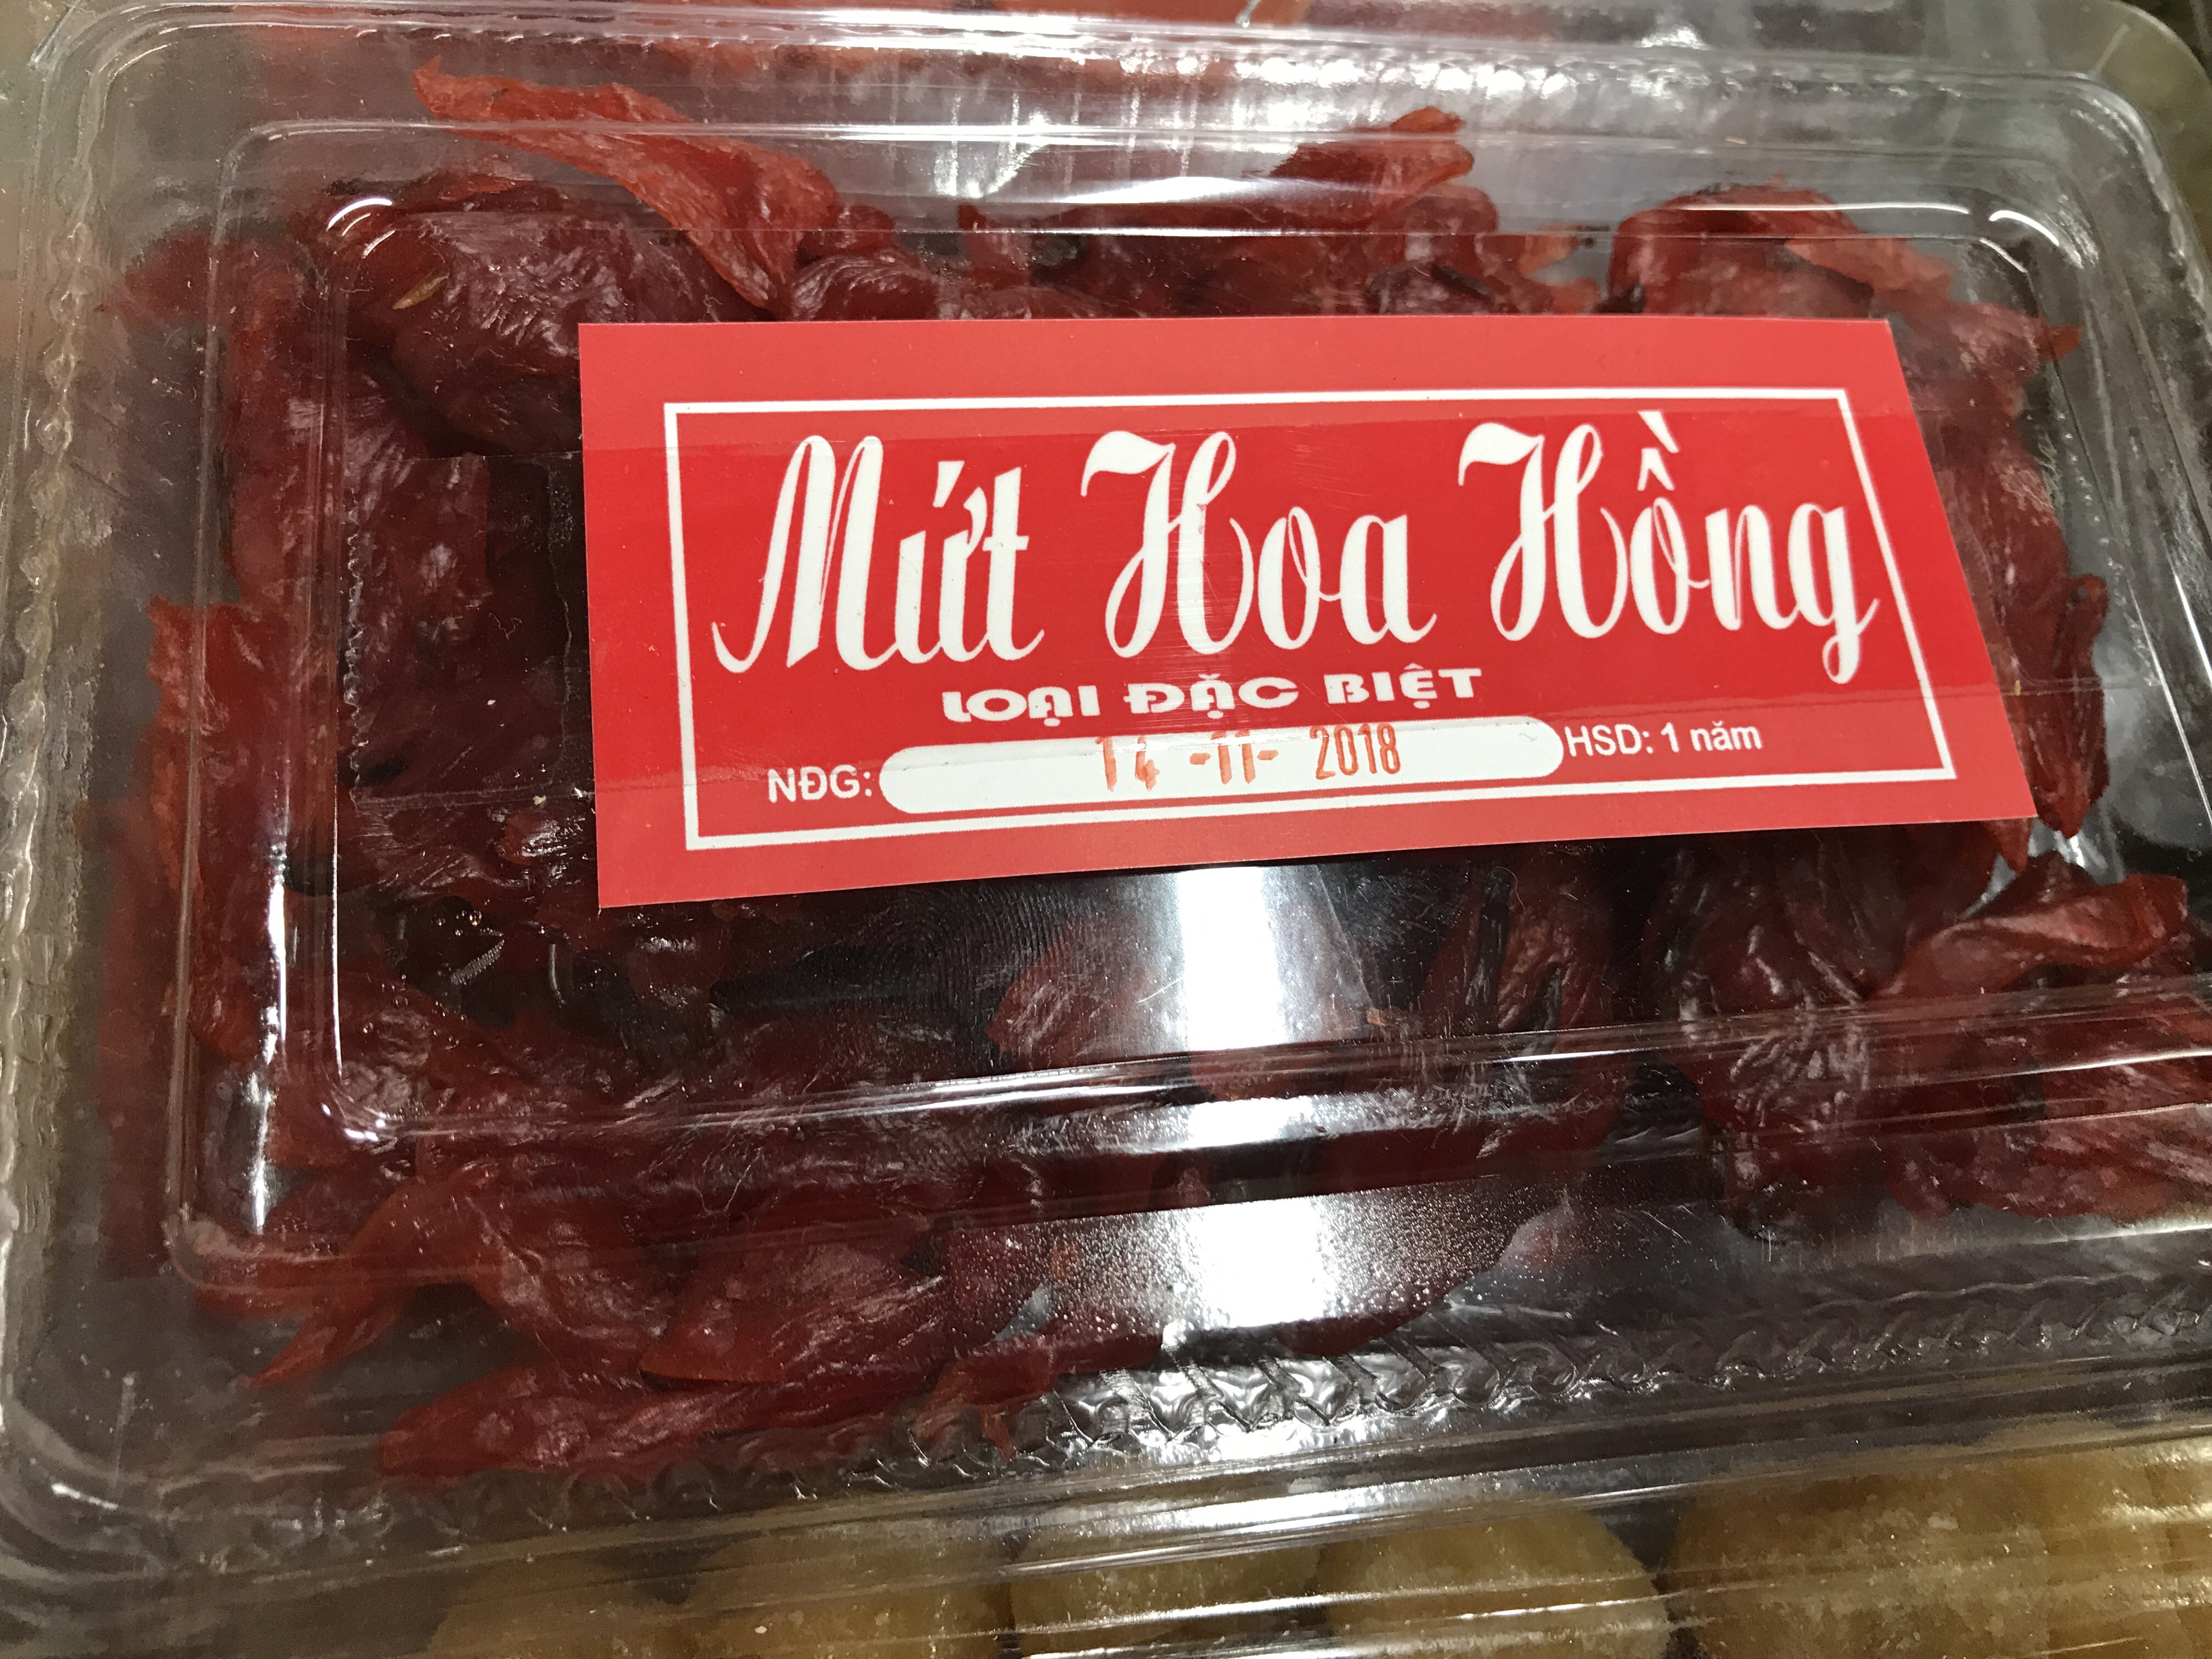 Mứt Hoa Hồng
LOẠI ĐẶC BIỆT
NĐG: 14 -11- 2018 HSD: 1 năm